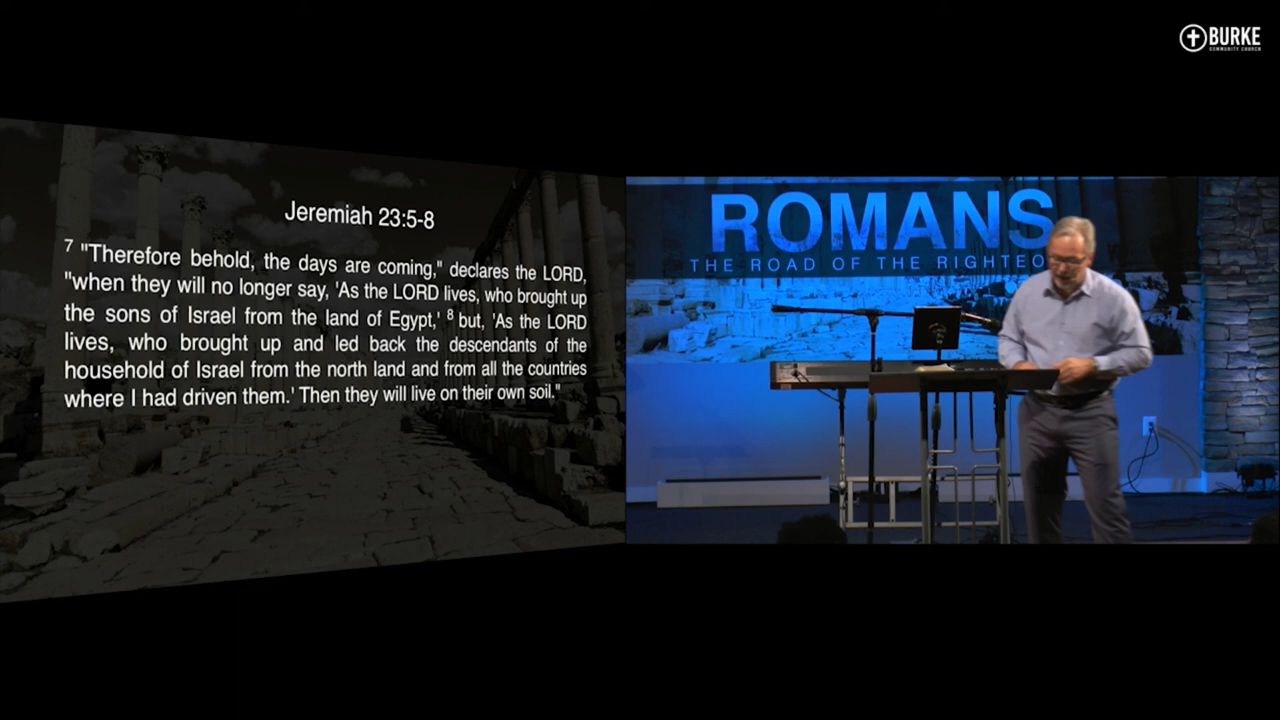 BURKE
COMMUNITY CHURCH
Jeremiah 23:5-8
7 "Therefore behold, the days are coming," declares the LORD,
"when they will no longer say, 'As the LORD lives, who brought up
the sons of Israel from the land of Egypt,' 8 but, 'As the LORD
lives, who brought up and led back the descendants of the
household of Israel from the north land and from all the countries
where I had driven them.' Then they will live on their own soil."
ROMANS
THE ROAD OF THE RIGHTEO